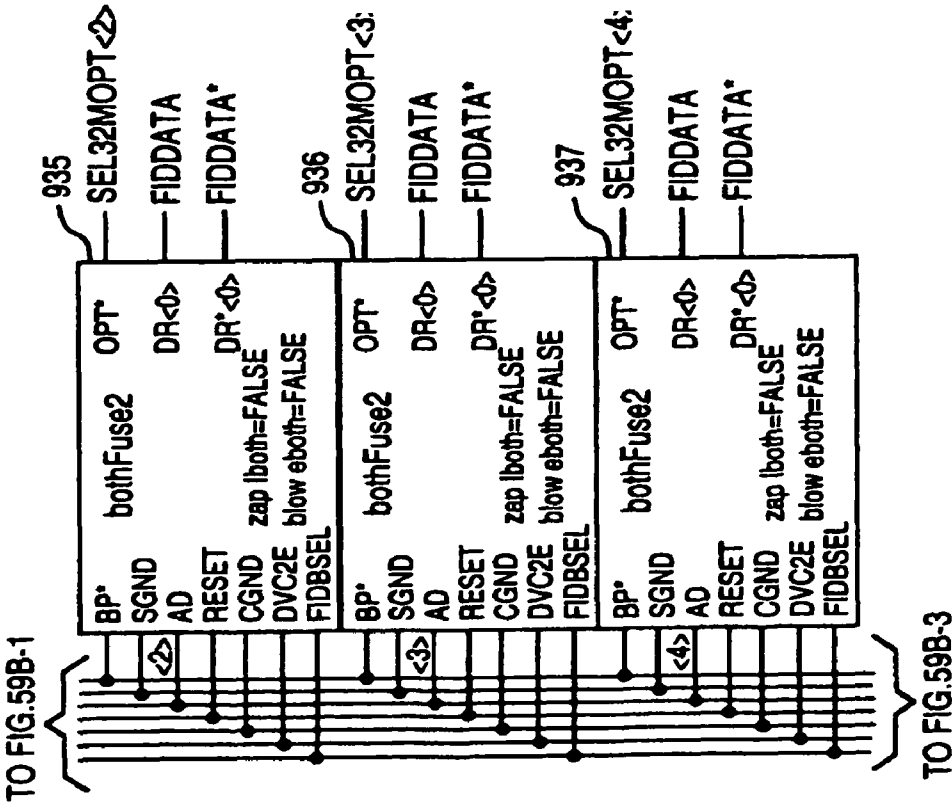 TO FIG.59B-1
935
BP* bothFuse2 OPT* SEL32MOPT<2>
SGND
<2> AD DR<0> FIDDATA
RESET DR*<0> FIDDATA*
CGND zap lboth=FALSE
DVC2E blow eboth=FALSE
FIDBSEL
936
BP* bothFuse2 OPT* SEL32MOPT<3:
SGND
<3> AD DR<0> FIDDATA
RESET DR*<0> FIDDATA*
CGND zap lboth=FALSE
DVC2E blow eboth=FALSE
FIDBSEL
937
BP* bothFuse2 OPT* SEL32MOPT<4:
SGND
<4> AD DR<0> FIDDATA
RESET DR*<0> FIDDATA*
CGND zap lboth=FALSE
DVC2E blow eboth=FALSE
FIDBSEL
TO FIG.59B-3